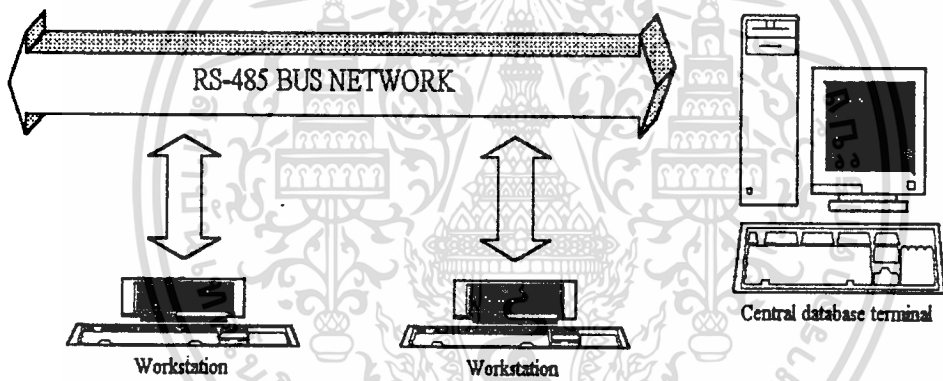 RS-485 BUS NETWORK
Central database terminal
Workstation
Workstation